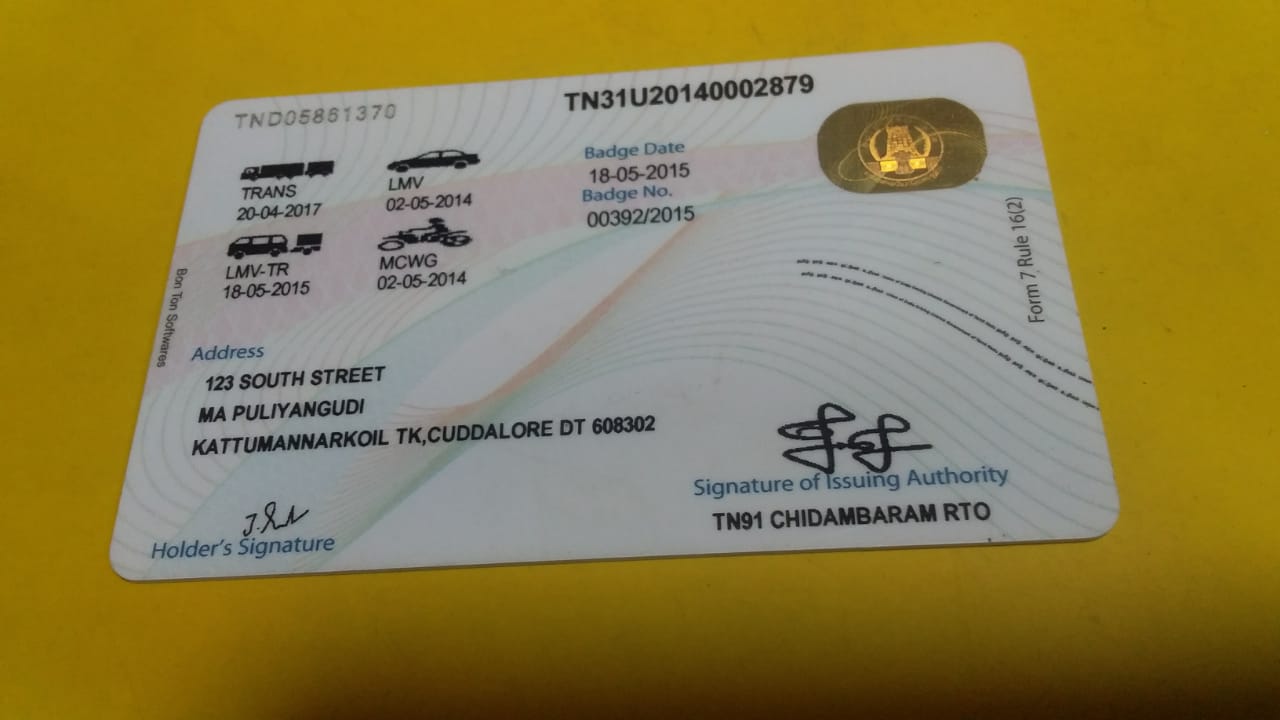 TND05861370
TN31U20140002879
TRANS
20-04-2017
LMV
02-05-2014
Badge Date
18-05-2015
Badge No.
00392/2015
LMV-TR
18-05-2015
MCWG
02-05-2014
Form 7 Rule 16(2)
Bon Ton Softwares
Address
123 SOUTH STREET
MA PULIYANGUDI
KATTUMANNARKOIL TK,CUDDALORE DT 608302
Holder's Signature
Signature of Issuing Authority
TN91 CHIDAMBARAM RTO